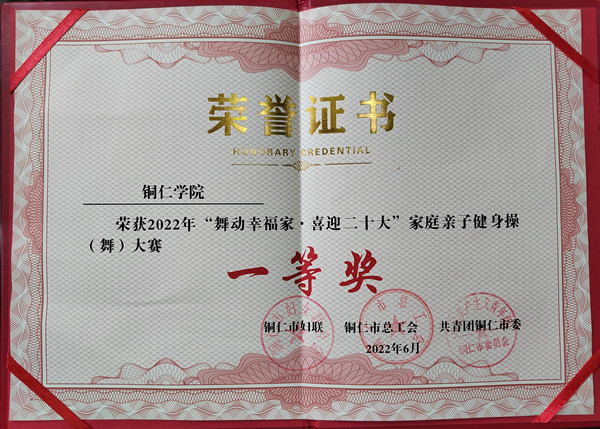 荣誉证书
HONORARY CREDENTIAL
铜仁学院
荣获2022年“舞动幸福家·喜迎二十大”家庭亲子健身操
（舞）大赛
一等奖
铜仁市妇联 铜仁市总工会 共青团铜仁市委
2022年6月